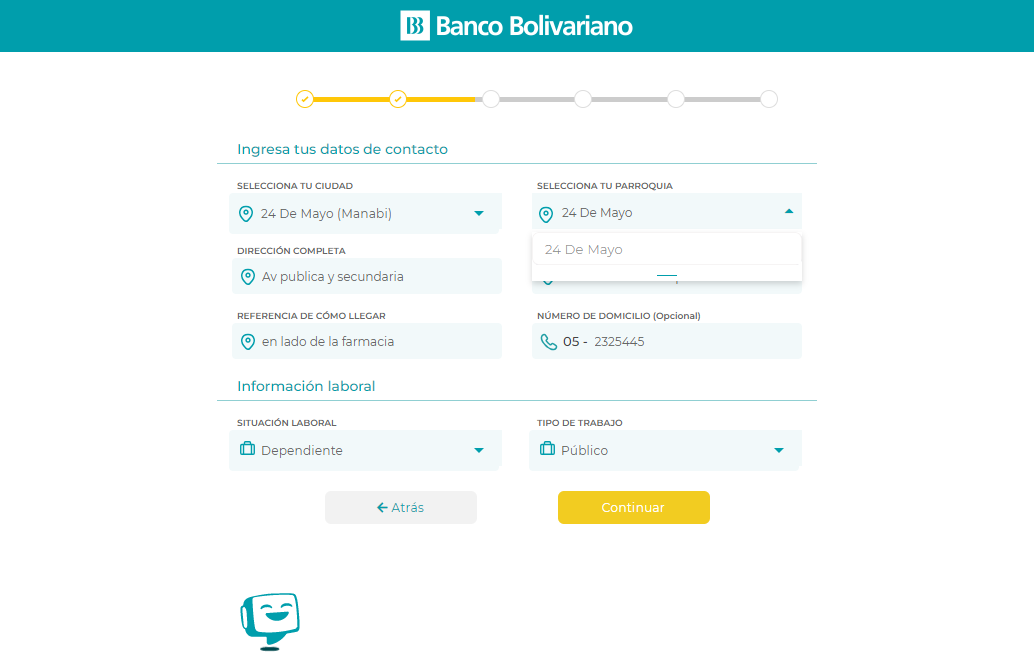 Banco Bolivariano
Ingresa tus datos de contacto
SELECCIONA TU CIUDAD
24 De Mayo (Manabi)
SELECCIONA TU PARROQUIA
24 De Mayo
24 De Mayo
DIRECCIÓN COMPLETA
Av publica y secundaria
REFERENCIA DE CÓMO LLEGAR
en lado de la farmacia
NÚMERO DE DOMICILIO (Opcional)
05 - 2325445
Información laboral
SITUACIÓN LABORAL
Dependiente
TIPO DE TRABAJO
Público
← Atrás
Continuar